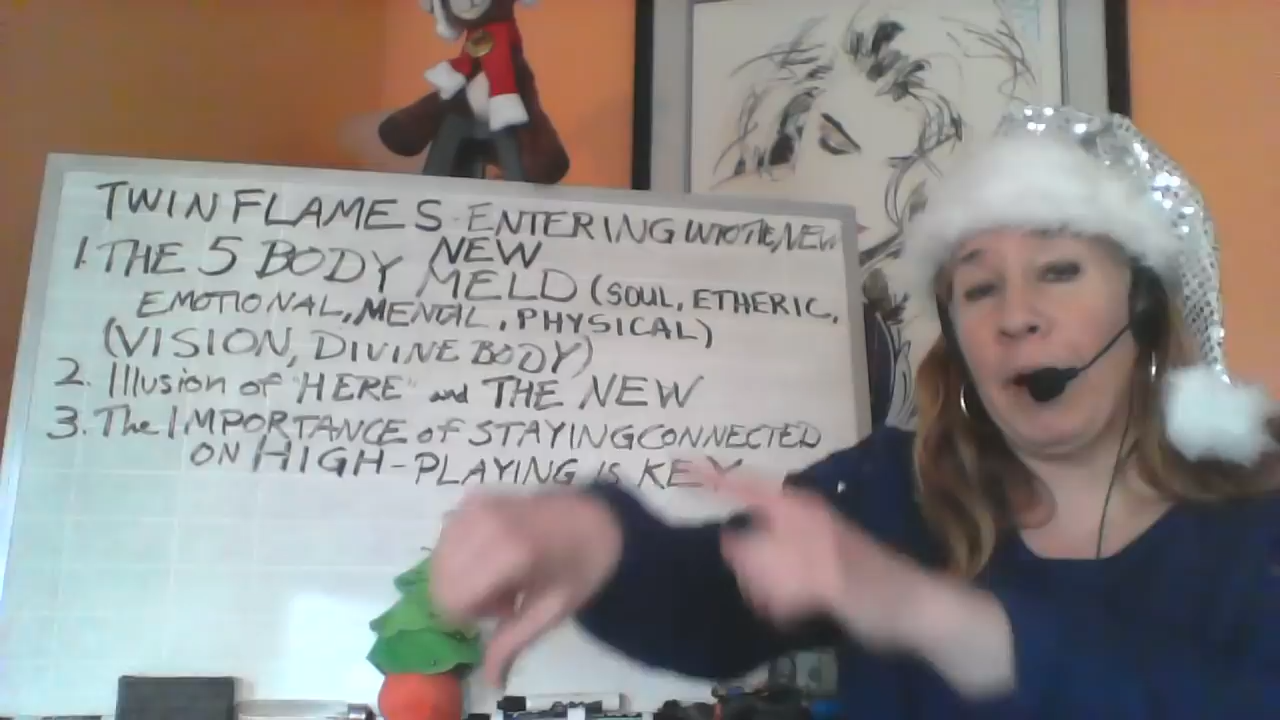 TWIN FLAMES - ENTERING INTO THE NEW
1. THE 5 BODY NEW
MELD (SOUL, ETHERIC,
EMOTIONAL, MENTAL, PHYSICAL)
(VISION, DIVINE BODY)
2. Illusion of "HERE" and THE NEW
3. The IMPORTANCE of STAYING CONNECTED
ON HIGH-PLAYING IS KEY